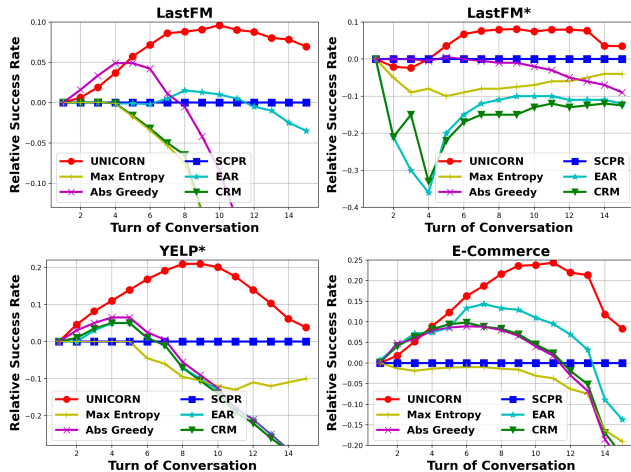 LastFM
Relative Success Rate
0.10
0.05
0.00
−0.05
−0.10
UNICORN
Max Entropy
Abs Greedy
SCPR
EAR
CRM
2 4 6 8 10 12 14
Turn of Conversation
LastFM*
Relative Success Rate
0.1
0.0
−0.1
−0.2
−0.3
−0.4
UNICORN
Max Entropy
Abs Greedy
SCPR
EAR
CRM
2 4 6 8 10 12 14
Turn of Conversation
YELP*
Relative Success Rate
0.2
0.1
0.0
−0.1
−0.2
UNICORN
Max Entropy
Abs Greedy
SCPR
EAR
CRM
2 4 6 8 10 12 14
Turn of Conversation
E-Commerce
Relative Success Rate
0.25
0.20
0.15
0.10
0.05
0.00
−0.05
−0.10
−0.15
−0.20
UNICORN
Max Entropy
Abs Greedy
SCPR
EAR
CRM
2 4 6 8 10 12 14
Turn of Conversation